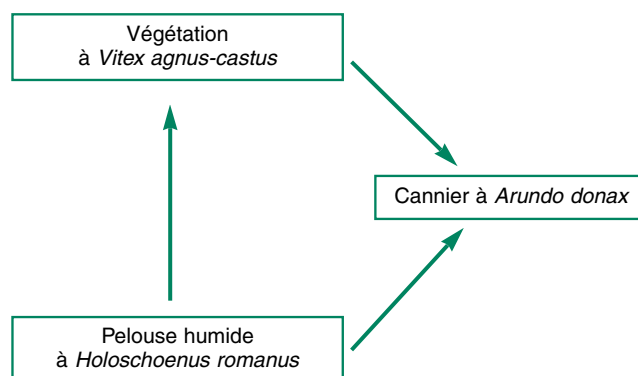 Végétation
à Vitex agnus-castus
Cannier à Arundo donax
Pelouse humide
à Holoschoenus romanus